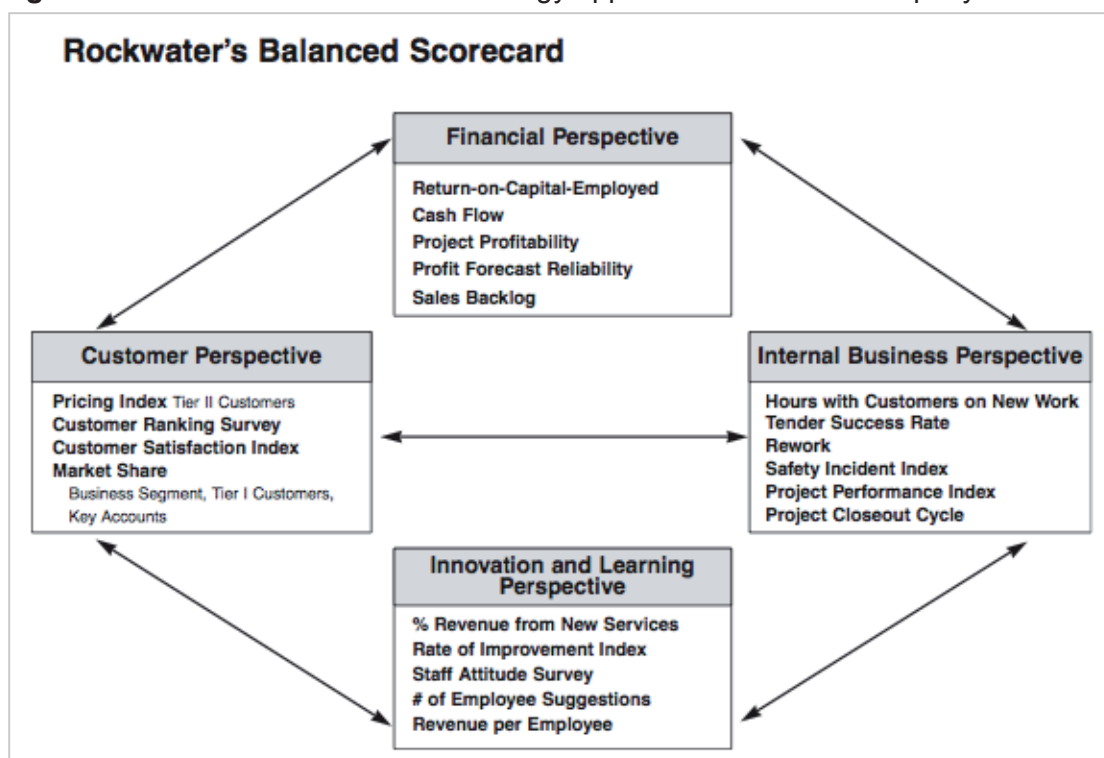 Rockwater's Balanced Scorecard
Financial Perspective
Return-on-Capital-Employed
Cash Flow
Project Profitability
Profit Forecast Reliability
Sales Backlog
Customer Perspective
Pricing Index Tier II Customers
Customer Ranking Survey
Customer Satisfaction Index
Market Share
Business Segment, Tier I Customers,
Key Accounts
Internal Business Perspective
Hours with Customers on New Work
Tender Success Rate
Rework
Safety Incident Index
Project Performance Index
Project Closeout Cycle
Innovation and Learning
Perspective
% Revenue from New Services
Rate of Improvement Index
Staff Attitude Survey
# of Employee Suggestions
Revenue per Employee